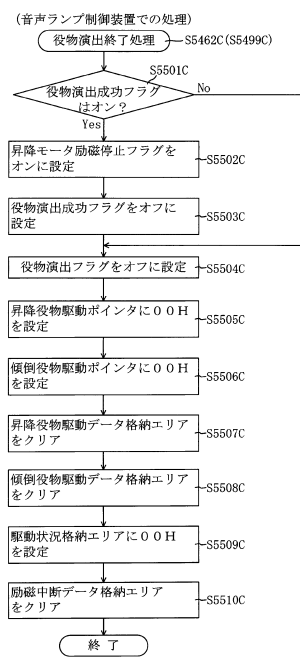 (音声ランプ制御装置での処理)
役物演出終了処理
S5462C(S5499C)
S5501C
役物演出成功フラグ
はオン？
No
Yes
昇降モータ励磁停止フラグを
オンに設定
S5502C
役物演出成功フラグをオフに
設定
S5503C
役物演出フラグをオフに設定
S5504C
昇降役物駆動ポインタに００Ｈ
を設定
S5505C
傾倒役物駆動ポインタに００Ｈ
を設定
S5506C
昇降役物駆動データ格納エリア
をクリア
S5507C
傾倒役物駆動データ格納エリア
をクリア
S5508C
駆動状況格納エリアに００Ｈ
を設定
S5509C
励磁中断データ格納エリア
をクリア
S5510C
終了